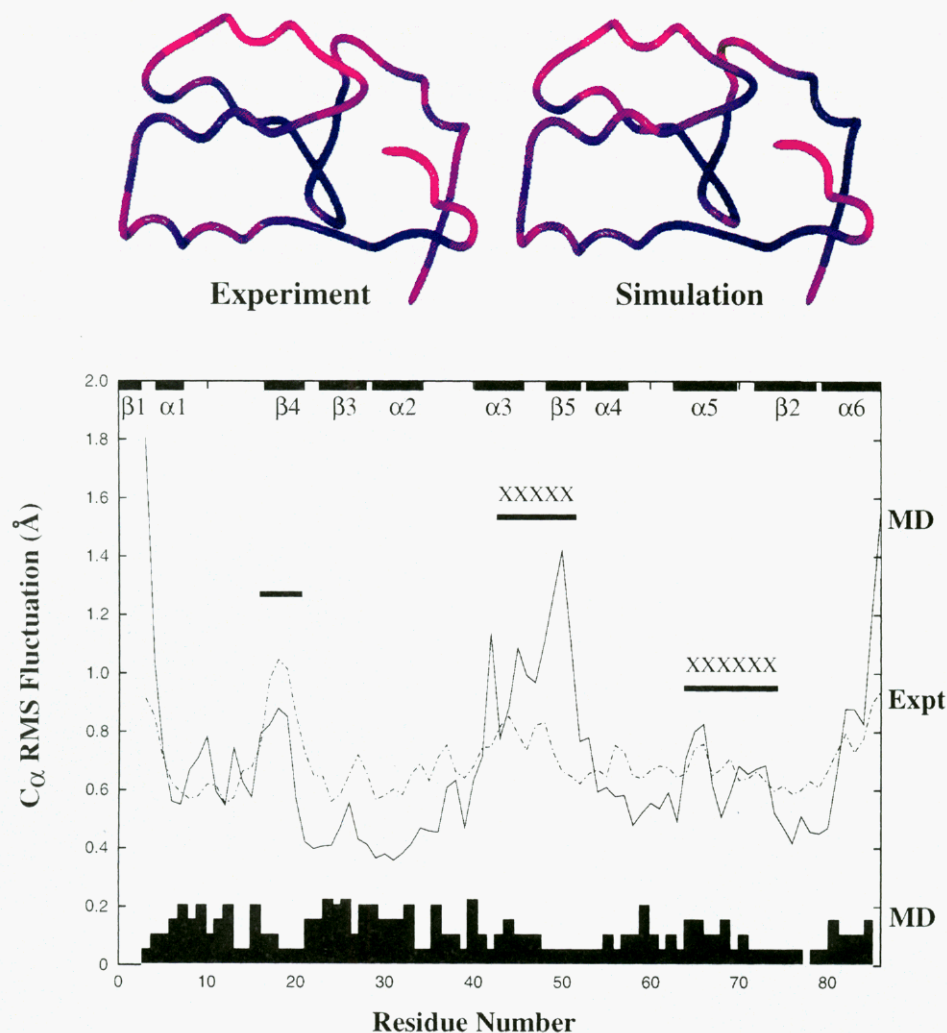 Experiment
Simulation
2.0
β1 α1 β4 β3 α2 α3 β5 α4 α5 β2 α6
1.8
1.6
XXXXX
MD
1.4
1.2
1.0
XXXXXX
Expt
0.8
0.6
0.4
0.2
MD
0
Cα RMS Fluctuation (Å)
0 10 20 30 40 50 60 70 80
Residue Number